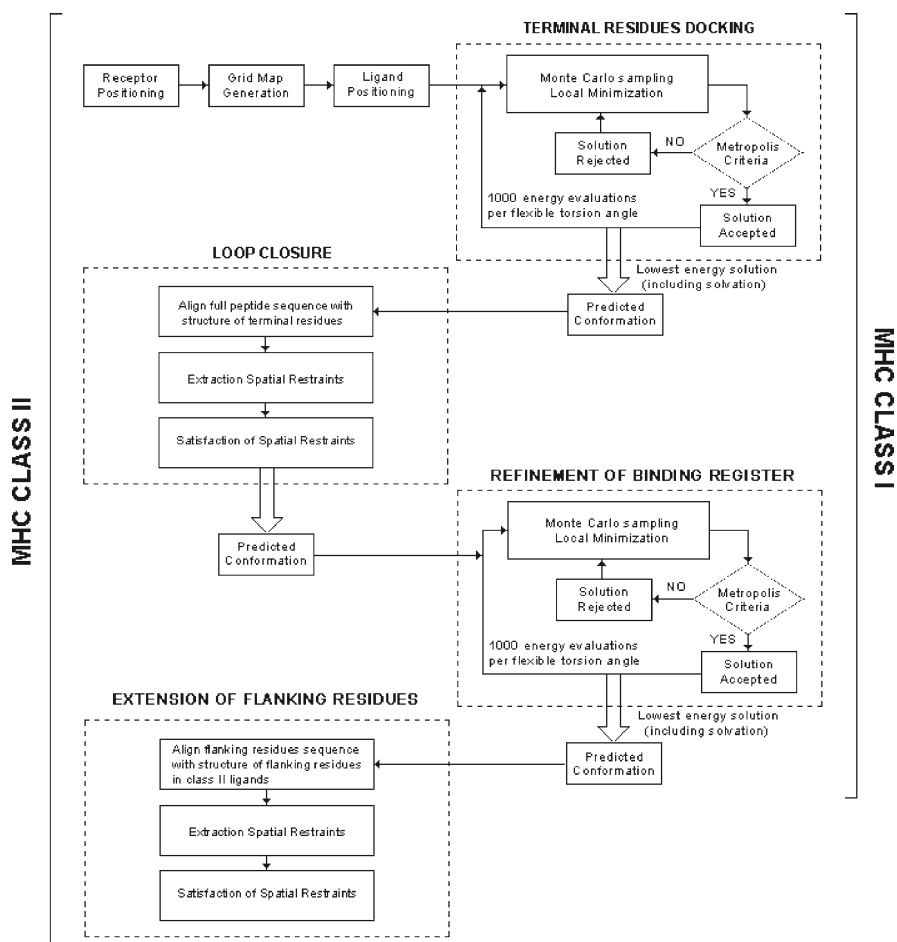 TERMINAL RESIDUES DOCKING
Receptor
Positioning
Grid Map
Generation
Ligand
Positioning
Monte Carlo sampling
Local Minimization
Solution
Rejected
NO
Metropolis
Criteria
YES
1000 energy evaluations
per flexible torsion angle
Solution
Accepted
Lowest energy solution
(including solvation)
Predicted
Conformation
LOOP CLOSURE
Align full peptide sequence with
structure of terminal residues
Extraction Spatial Restraints
Satisfaction of Spatial Restraints
Predicted
Conformation
REFINEMENT OF BINDING REGISTER
Monte Carlo sampling
Local Minimization
Solution
Rejected
NO
Metropolis
Criteria
YES
1000 energy evaluations
per flexible torsion angle
Solution
Accepted
Lowest energy solution
(including solvation)
Predicted
Conformation
EXTENSION OF FLANKING RESIDUES
Align flanking residues sequence
with structure of flanking residues
in class II ligands
Extraction Spatial Restraints
Satisfaction of Spatial Restraints
MHC CLASS II
MHC CLASS I